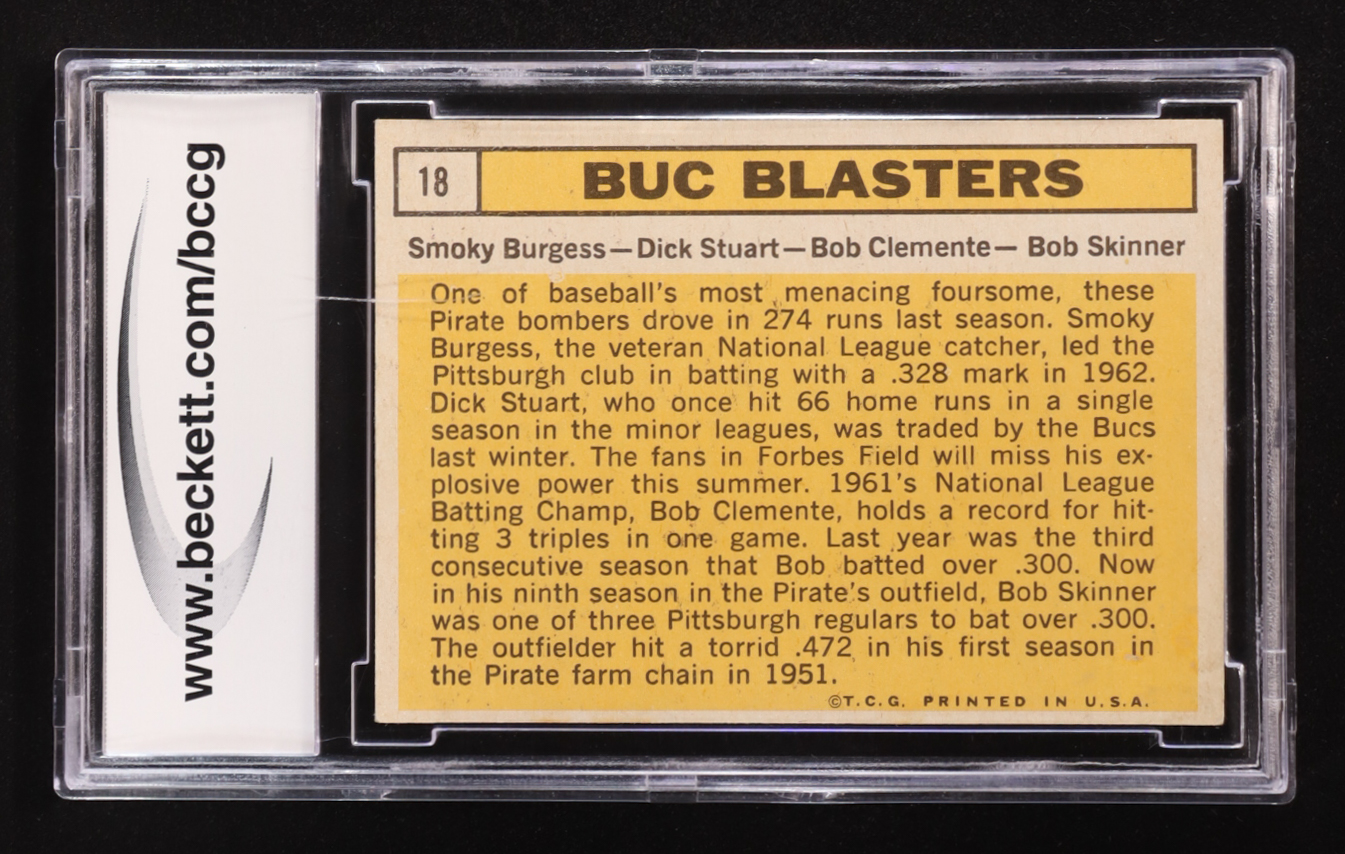 www.beckett.com/bccg
18
BUC BLASTERS
Smoky Burgess—Dick Stuart—Bob Clemente— Bob Skinner
One of baseball's most menacing foursome, these
Pirate bombers drove in 274 runs last season. Smoky
Burgess, the veteran National League catcher, led the
Pittsburgh club in batting with a .328 mark in 1962.
Dick Stuart, who once hit 66 home runs in a single
season in the minor leagues, was traded by the Bucs
last winter. The fans in Forbes Field will miss his ex-
plosive power this summer. 1961's National League
Batting Champ, Bob Clemente, holds a record for hit-
ting 3 triples in one game. Last year was the third
consecutive season that Bob batted over .300. Now
in his ninth season in the Pirate's outfield, Bob Skinner
was one of three Pittsburgh regulars to bat over .300.
The outfielder hit a torrid .472 in his first season in
the Pirate farm chain in 1951.
©T.C.G. PRINTED IN U.S.A.